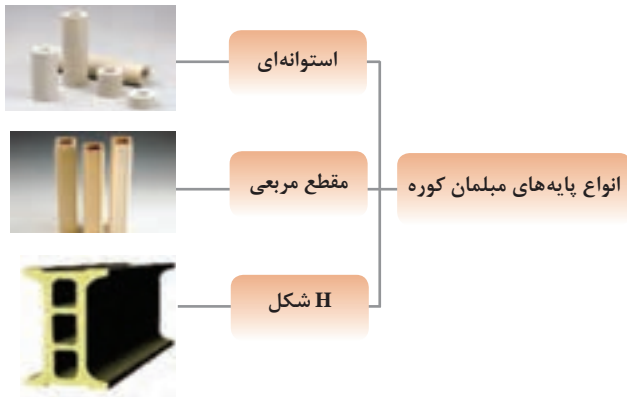 انواع پایه‌های مبلمان کوره
استوانه‌ای
مقطع مربعی
H شکل